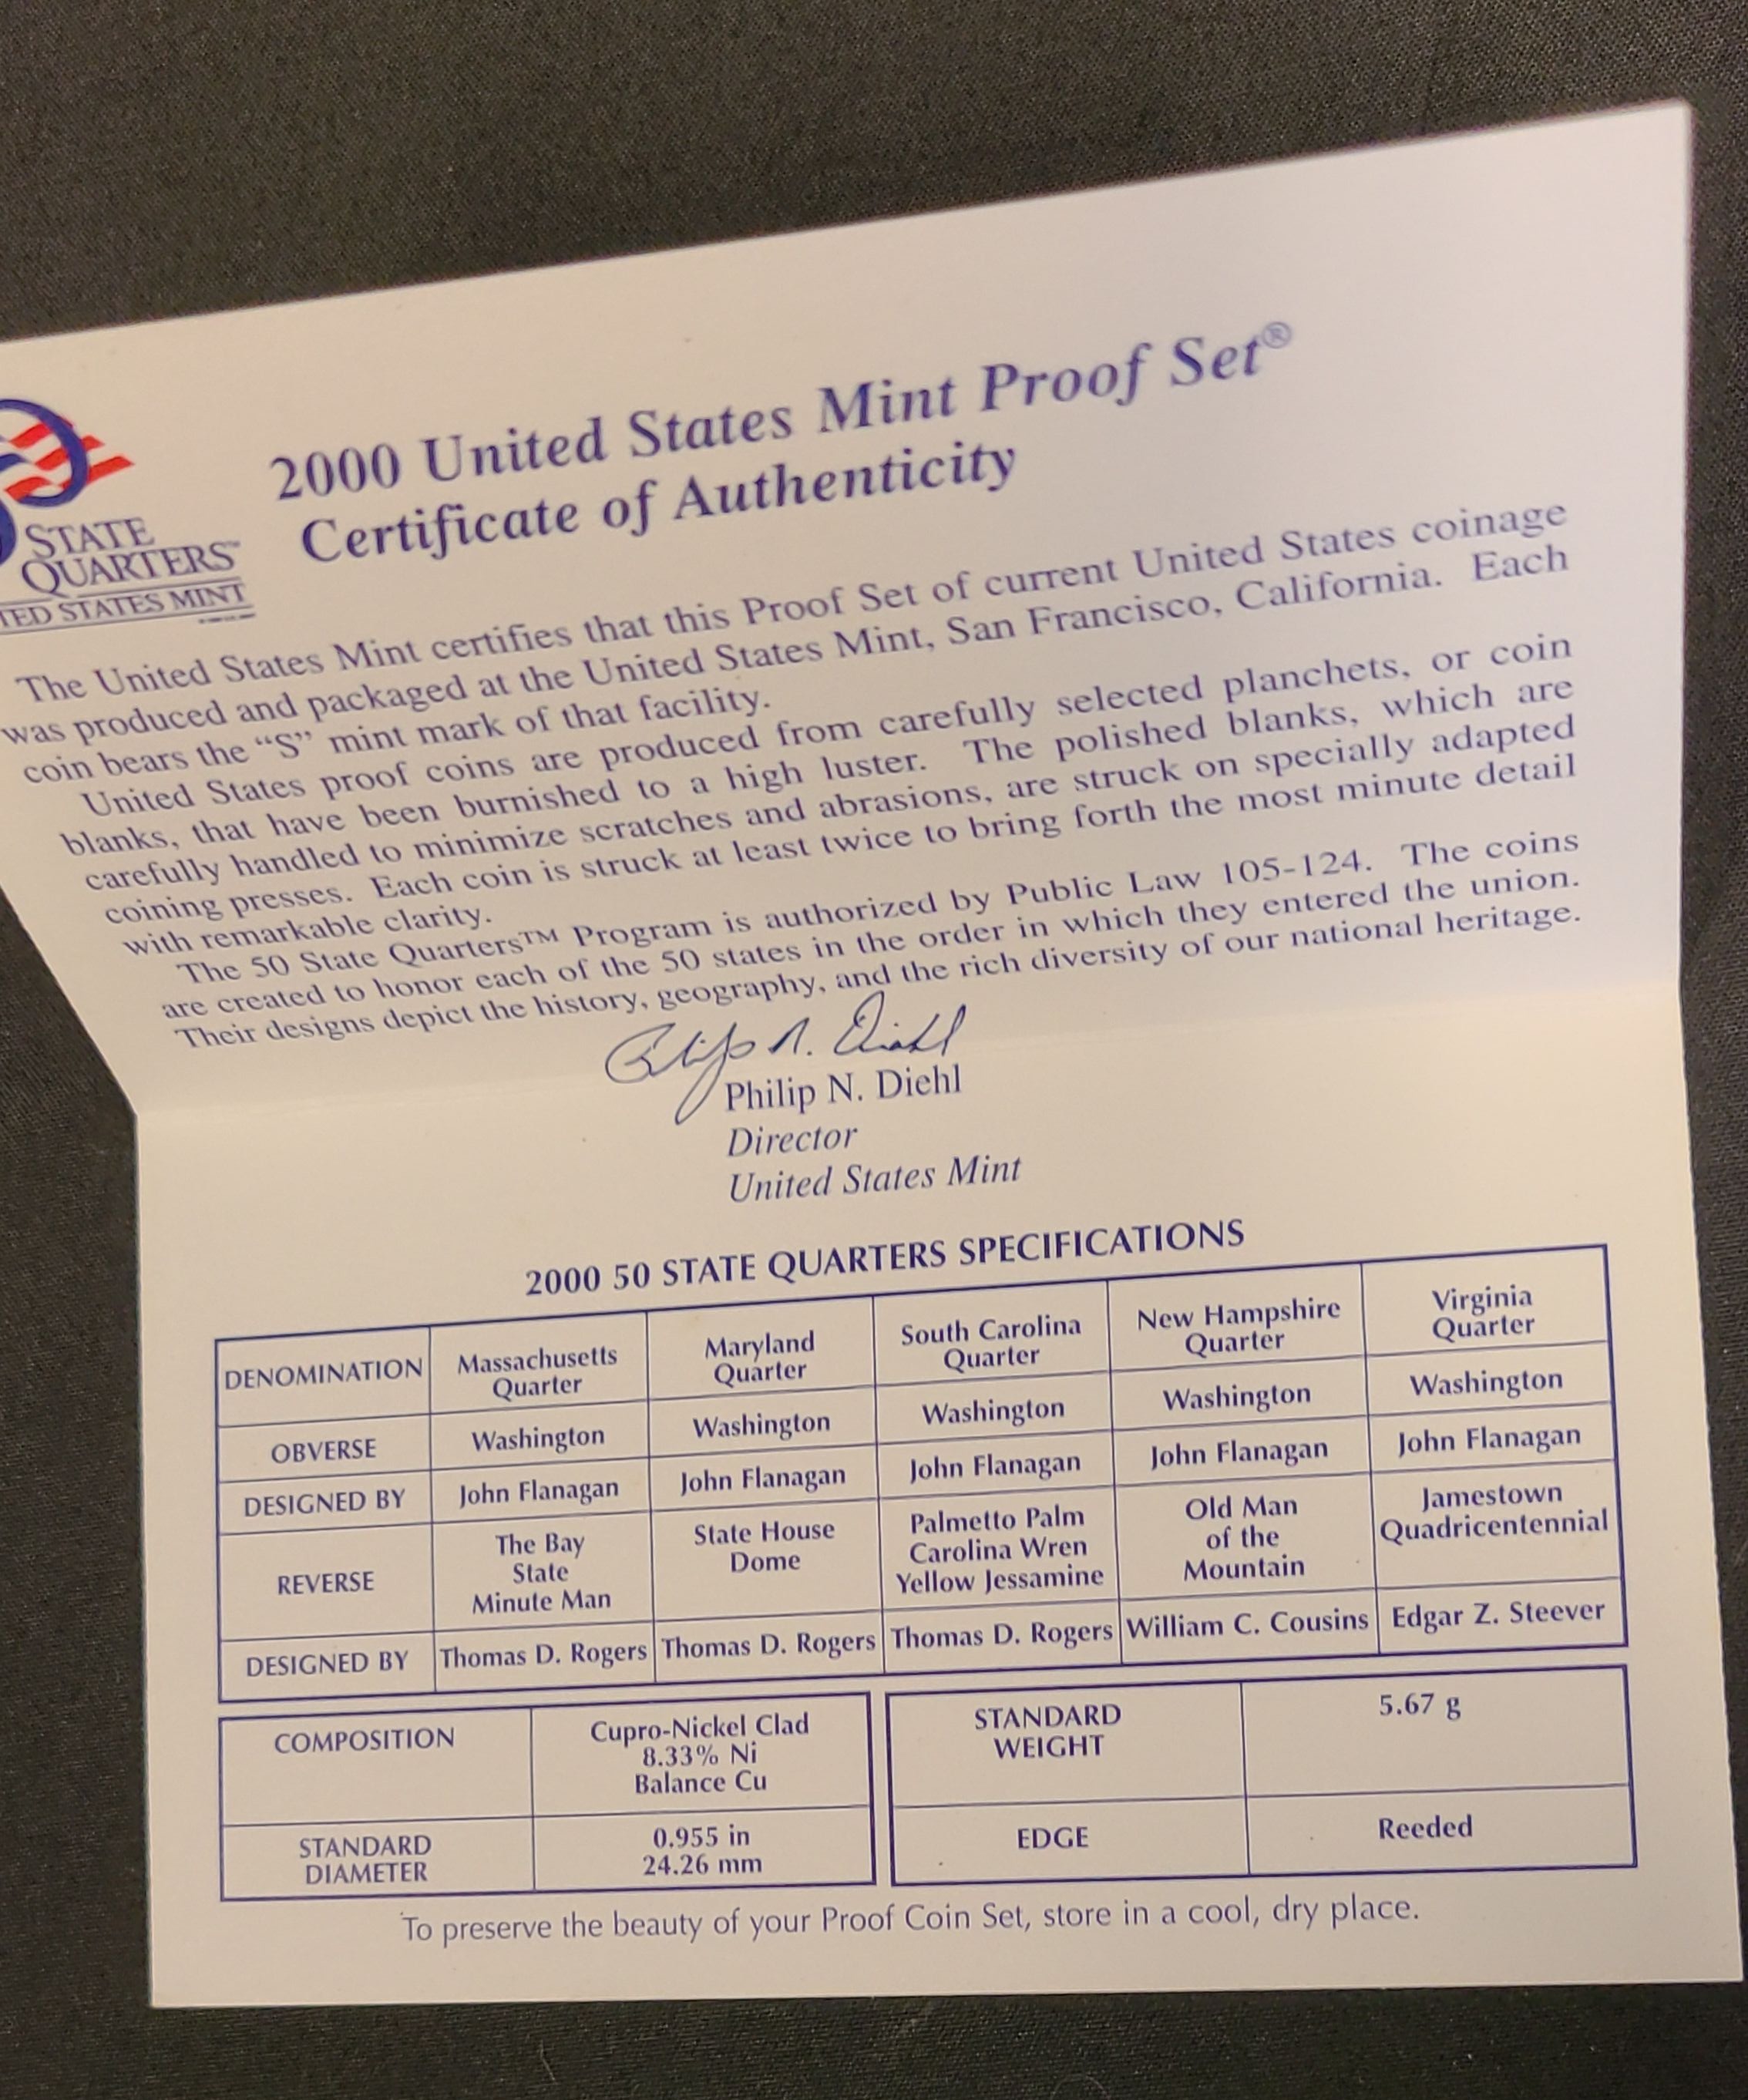 2000 United States Mint Proof Set®
Certificate of Authenticity
STATE
QUARTERS™
TED STATES MINT
The United States Mint certifies that this Proof Set of current United States coinage
was produced and packaged at the United States Mint, San Francisco, California. Each
coin bears the “S” mint mark of that facility.
United States proof coins are produced from carefully selected planchets, or coin
blanks, that have been burnished to a high luster. The polished blanks, which are
carefully handled to minimize scratches and abrasions, are struck on specially adapted
coining presses. Each coin is struck at least twice to bring forth the most minute detail
with remarkable clarity.
The 50 State Quarters™ Program is authorized by Public Law 105-124. The coins
are created to honor each of the 50 states in the order in which they entered the union.
Their designs depict the history, geography, and the rich diversity of our national heritage.
Philip N. Diehl
Philip N. Diehl
Director
United States Mint
2000 50 STATE QUARTERS SPECIFICATIONS
DENOMINATION Massachusetts Quarter Maryland Quarter South Carolina Quarter New Hampshire Quarter Virginia Quarter
OBVERSE Washington Washington Washington Washington Washington
DESIGNED BY John Flanagan John Flanagan John Flanagan John Flanagan John Flanagan
REVERSE The Bay State Minute Man State House Dome Palmetto Palm Carolina Wren Yellow Jessamine Old Man of the Mountain Jamestown Quadricentennial
DESIGNED BY Thomas D. Rogers Thomas D. Rogers Thomas D. Rogers William C. Cousins Edgar Z. Steever
COMPOSITION Cupro-Nickel Clad 8.33% Ni Balance Cu
STANDARD DIAMETER 0.955 in 24.26 mm
STANDARD WEIGHT 5.67 g
EDGE Reeded
To preserve the beauty of your Proof Coin Set, store in a cool, dry place.